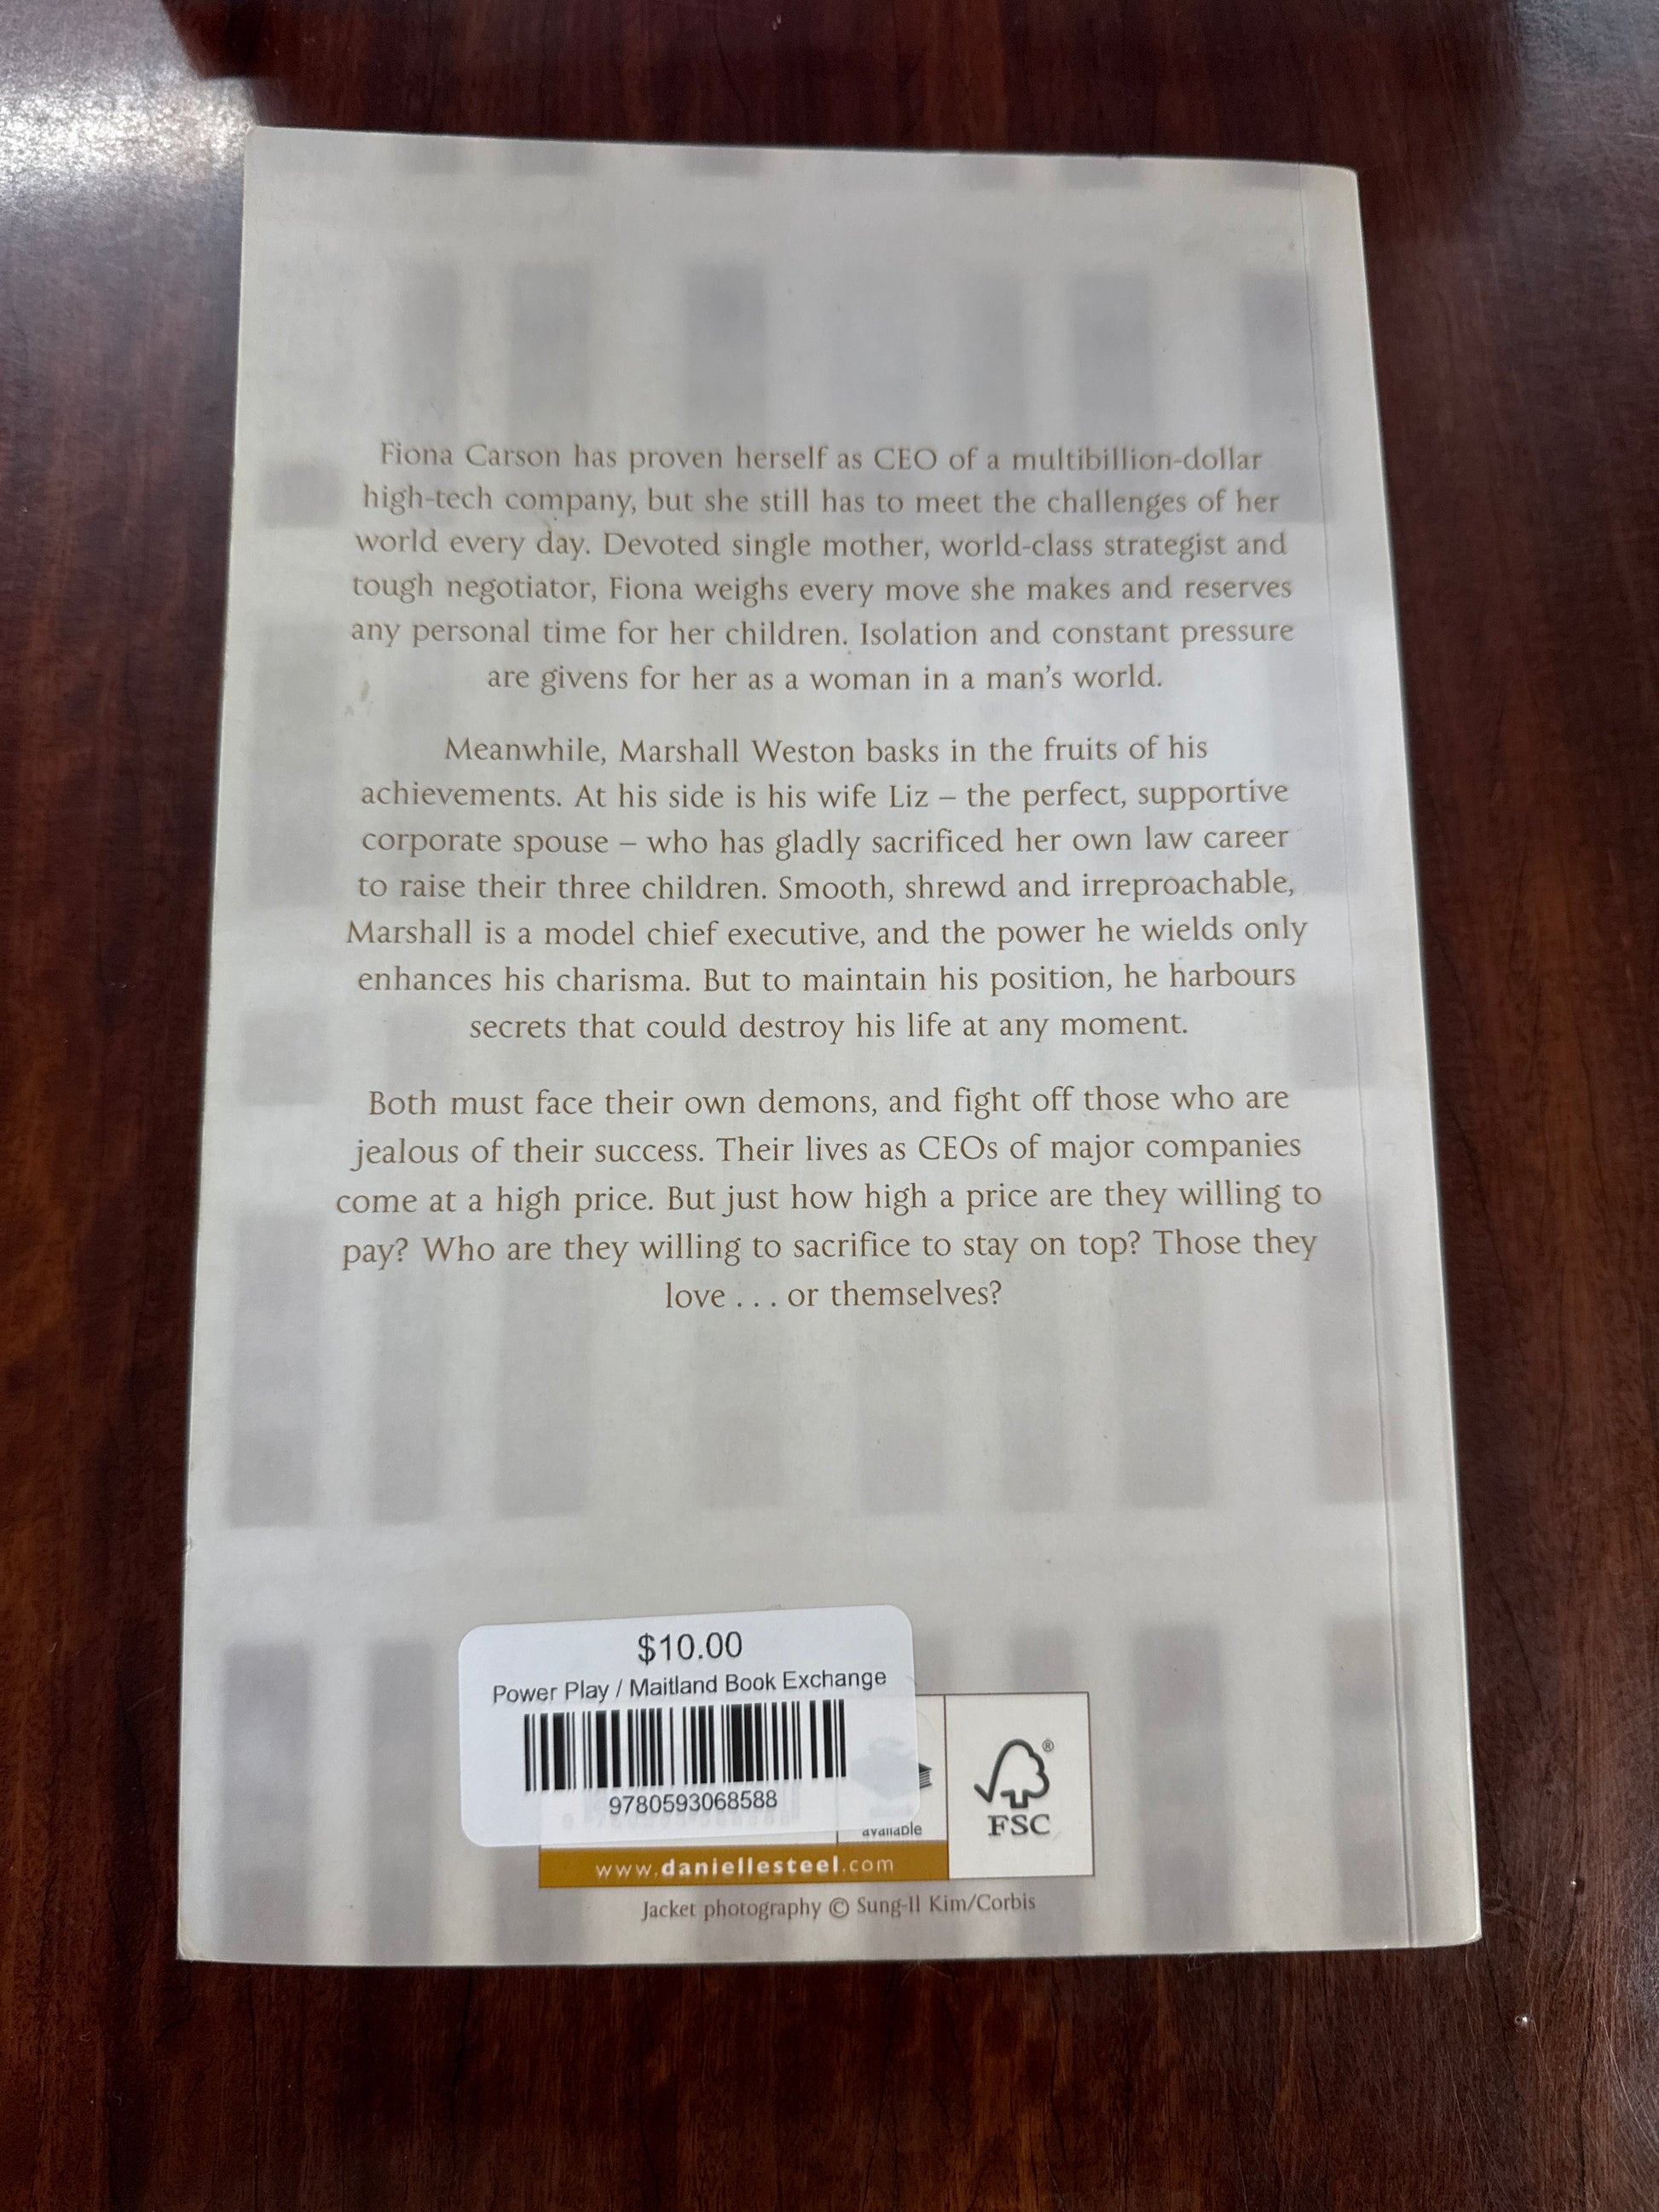 Fiona Carson has proven herself as CEO of a multibillion-dollar
high-tech company, but she still has to meet the challenges of her
world every day. Devoted single mother, world-class strategist and
tough negotiator, Fiona weighs every move she makes and reserves
any personal time for her children. Isolation and constant pressure
are givens for her as a woman in a man's world.
Meanwhile, Marshall Weston basks in the fruits of his
achievements. At his side is his wife Liz – the perfect, supportive
corporate spouse – who has gladly sacrificed her own law career
to raise their three children. Smooth, shrewd and irreproachable,
Marshall is a model chief executive, and the power he wields only
enhances his charisma. But to maintain his position, he harbours
secrets that could destroy his life at any moment.
Both must face their own demons, and fight off those who are
jealous of their success. Their lives as CEOs of major companies
come at a high price. But just how high a price are they willing to
pay? Who are they willing to sacrifice to stay on top? Those they
love . . . or themselves?
$10.00
Power Play / Maitland Book Exchange
9780593068588
available
®
FSC
www.daniellesteel.com
Jacket photography © Sung-Il Kim/Corbis